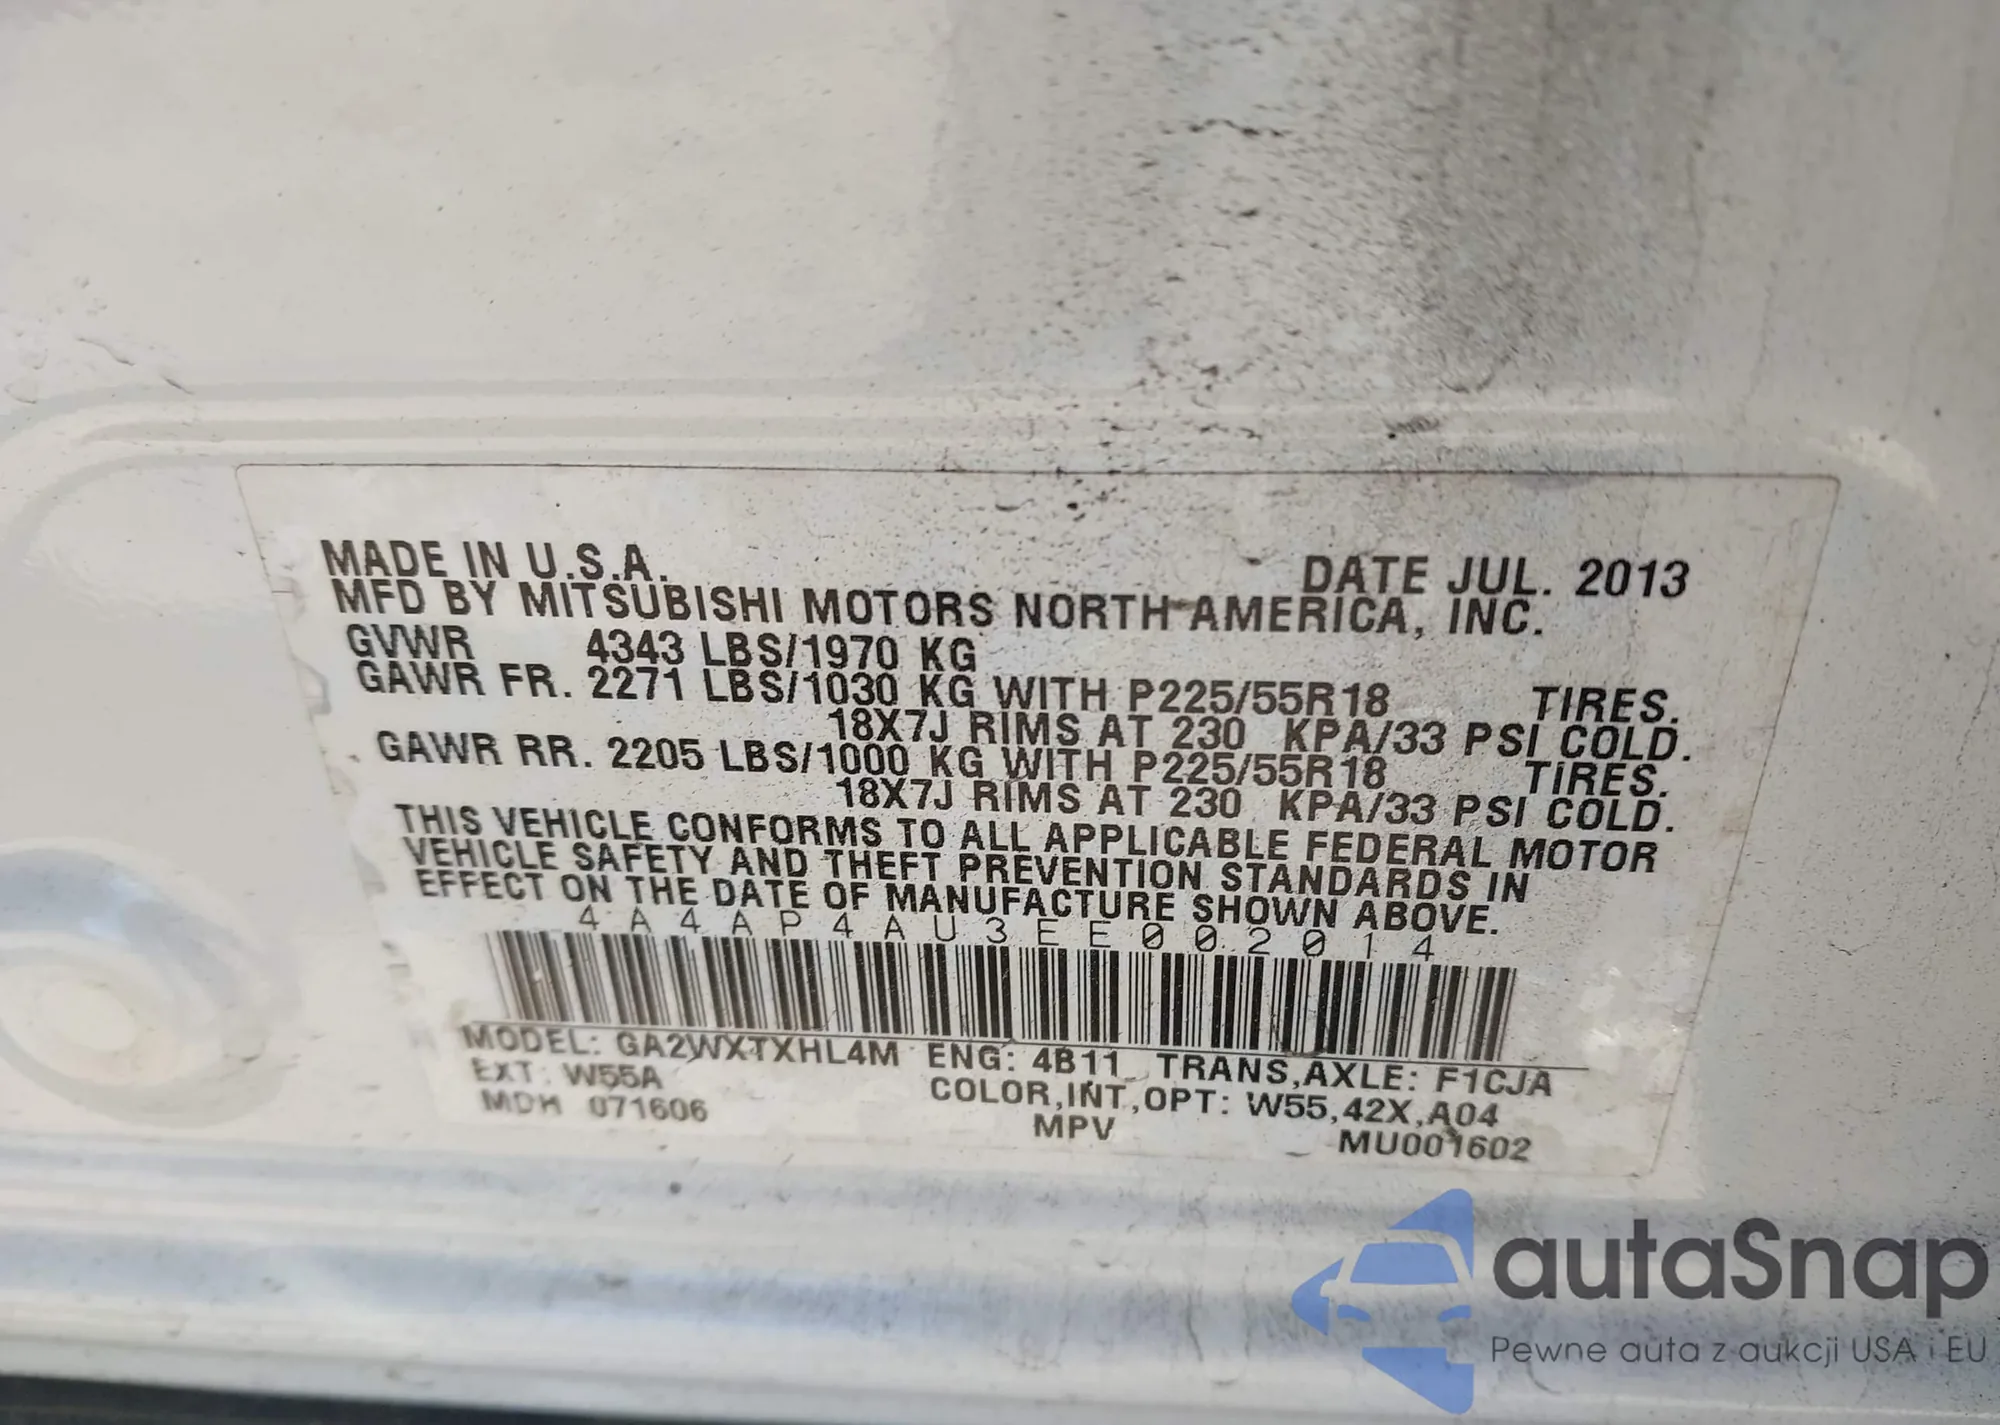 MADE IN U.S.A. DATE JUL. 2013
MFD BY MITSUBISHI MOTORS NORTH AMERICA, INC.
GVWR 4343 LBS/1970 KG
GAWR FR. 2271 LBS/1030 KG WITH P225/55R18 TIRES.
18X7J RIMS AT 230 KPA/33 PSI COLD.
GAWR RR. 2205 LBS/1000 KG WITH P225/55R18 TIRES.
18X7J RIMS AT 230 KPA/33 PSI COLD.
THIS VEHICLE CONFORMS TO ALL APPLICABLE FEDERAL MOTOR
VEHICLE SAFETY AND THEFT PREVENTION STANDARDS IN
EFFECT ON THE DATE OF MANUFACTURE SHOWN ABOVE.
4A4AP4AU3EE002014
MODEL: GA2WXTXHL4M ENG: 4B11 TRANS,AXLE: F1CJA
EXT: W55A COLOR,INT,OPT: W55,42X,A04
MDH 071606 MPV MU001602
autaSnap
Pewne auta z aukcji USA i EU